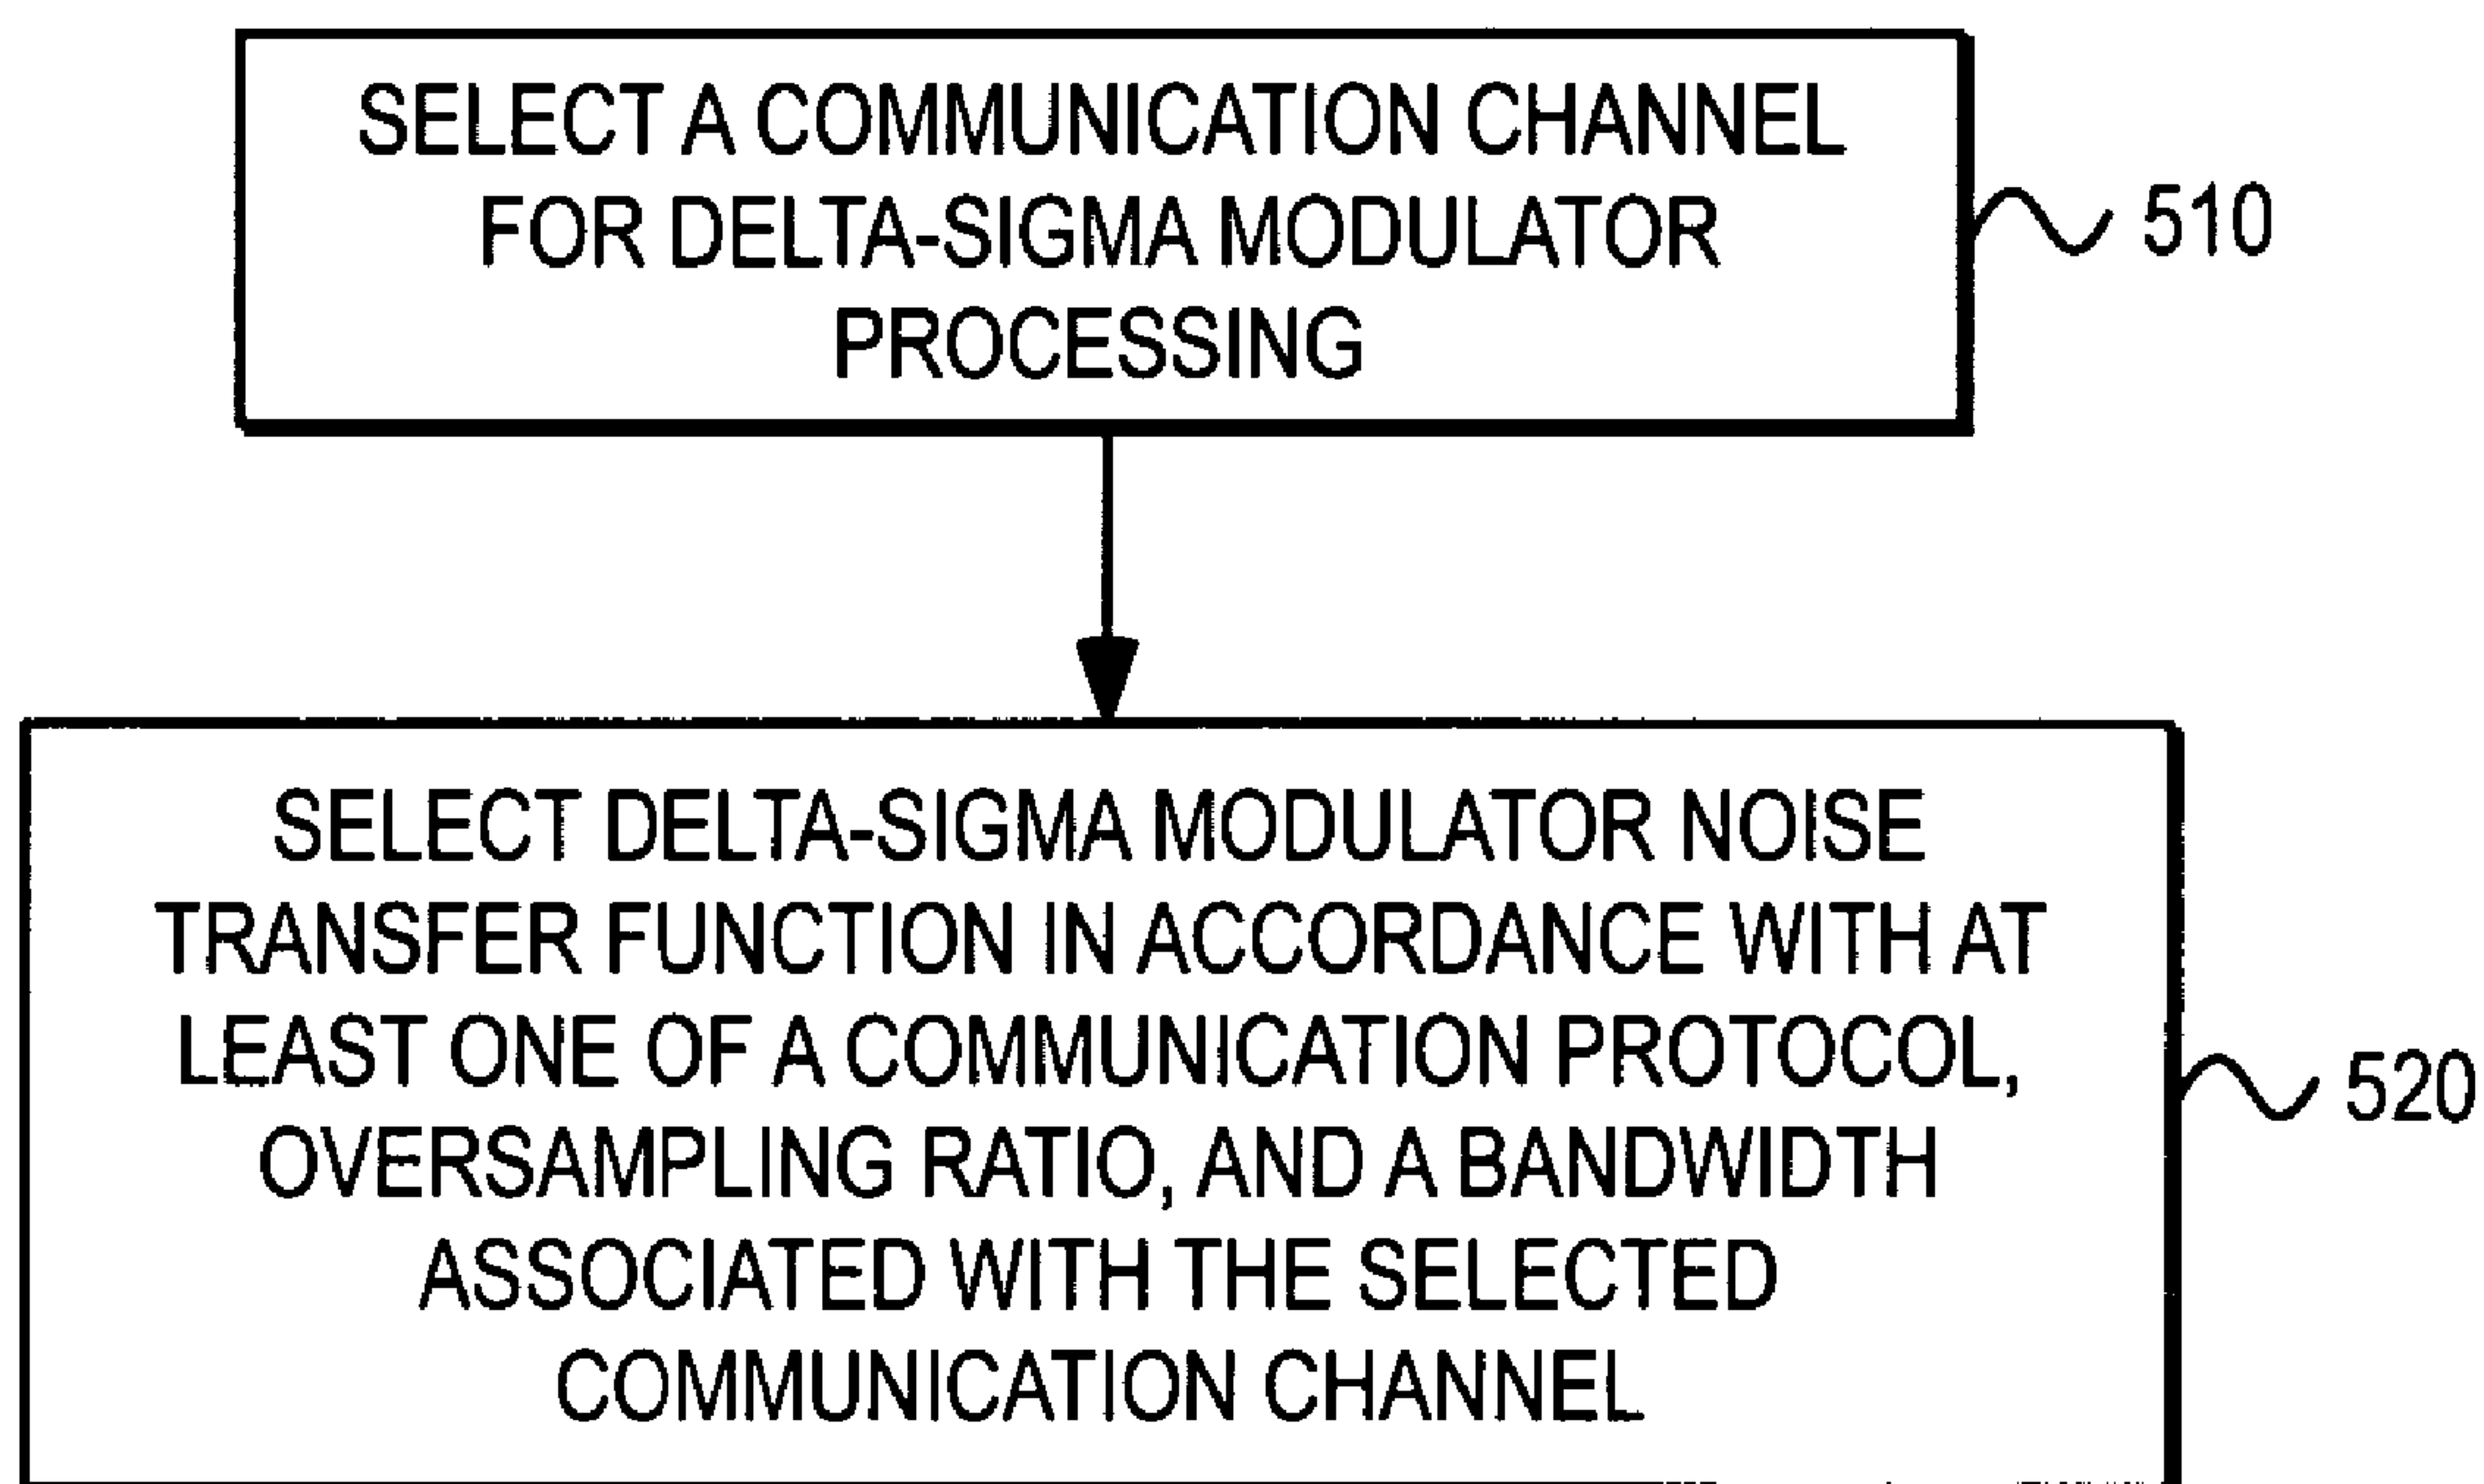 SELECT A COMMUNICATION CHANNEL
FOR DELTA-SIGMA MODULATOR
PROCESSING
510
SELECT DELTA-SIGMA MODULATOR NOISE
TRANSFER FUNCTION IN ACCORDANCE WITH AT
LEAST ONE OF A COMMUNICATION PROTOCOL,
OVERSAMPLING RATIO, AND A BANDWIDTH
ASSOCIATED WITH THE SELECTED
COMMUNICATION CHANNEL
520